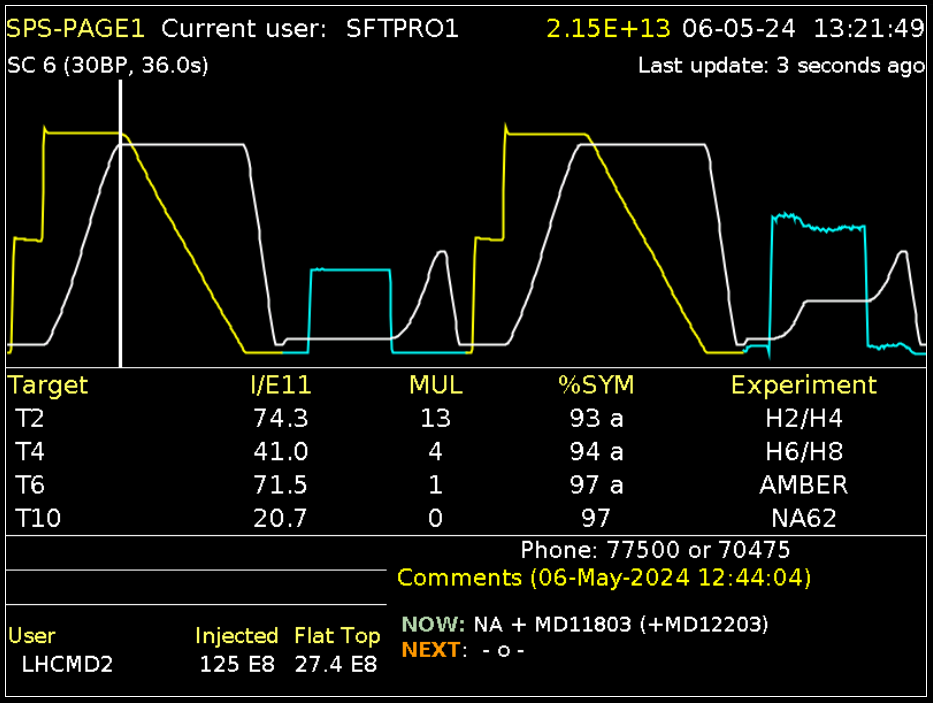 SPS-PAGE1 Current user: SFTPRO1 2.15E+13 06-05-24 13:21:49
SC 6 (30BP, 36.0s) Last update: 3 seconds ago
Target I/E11 MUL %SYM Experiment
T2 74.3 13 93 a H2/H4
T4 41.0 4 94 a H6/H8
T6 71.5 1 97 a AMBER
T10 20.7 0 97 NA62
Phone: 77500 or 70475
Comments (06-May-2024 12:44:04)
NOW: NA + MD11803 (+MD12203)
NEXT: - o -
User Injected Flat Top
LHCMD2 125 E8 27.4 E8